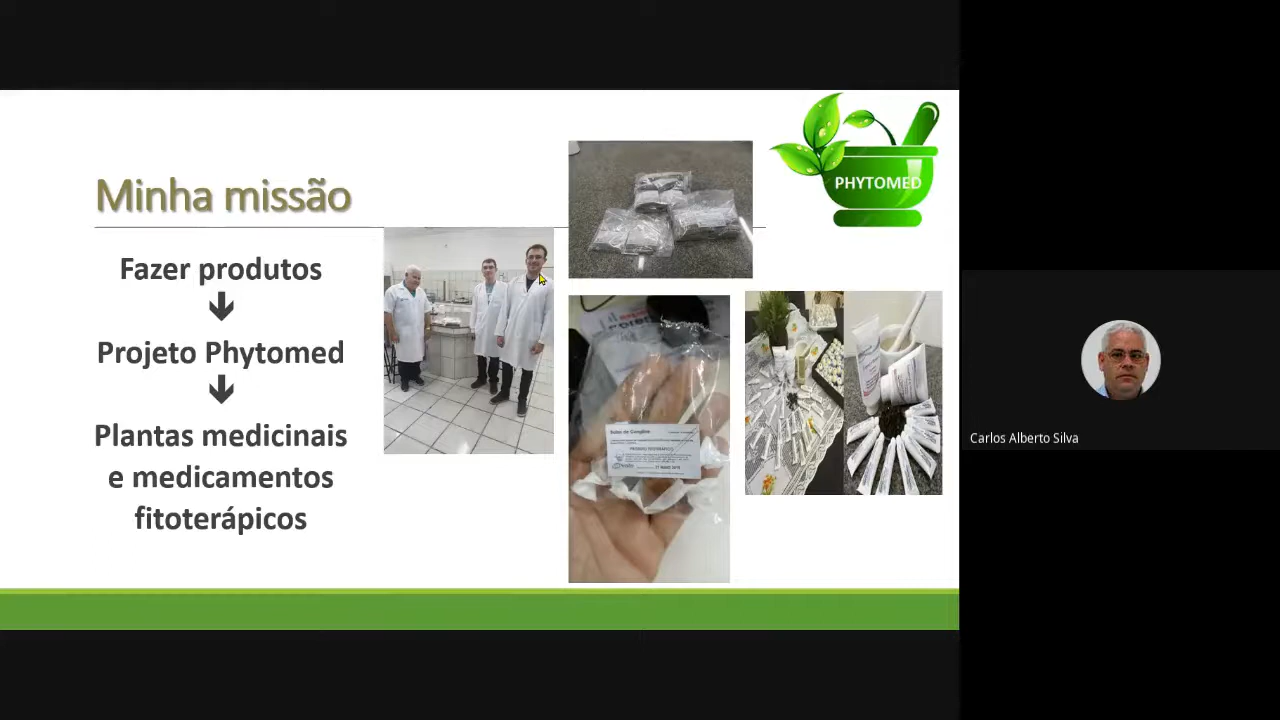 Minha missão
Fazer produtos
Projeto Phytomed
Plantas medicinais
e medicamentos
fitoterápicos
PHYTOMED
Carlos Alberto Silva